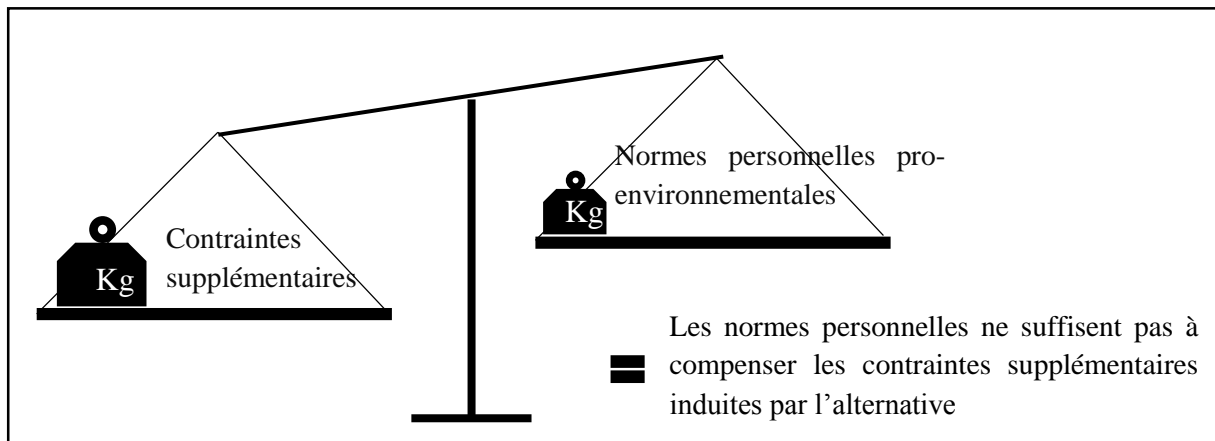 Normes personnelles pro-
environnementales
Kg
Contraintes
supplémentaires
Kg
Les normes personnelles ne suffisent pas à
compenser les contraintes supplémentaires
induites par l’alternative